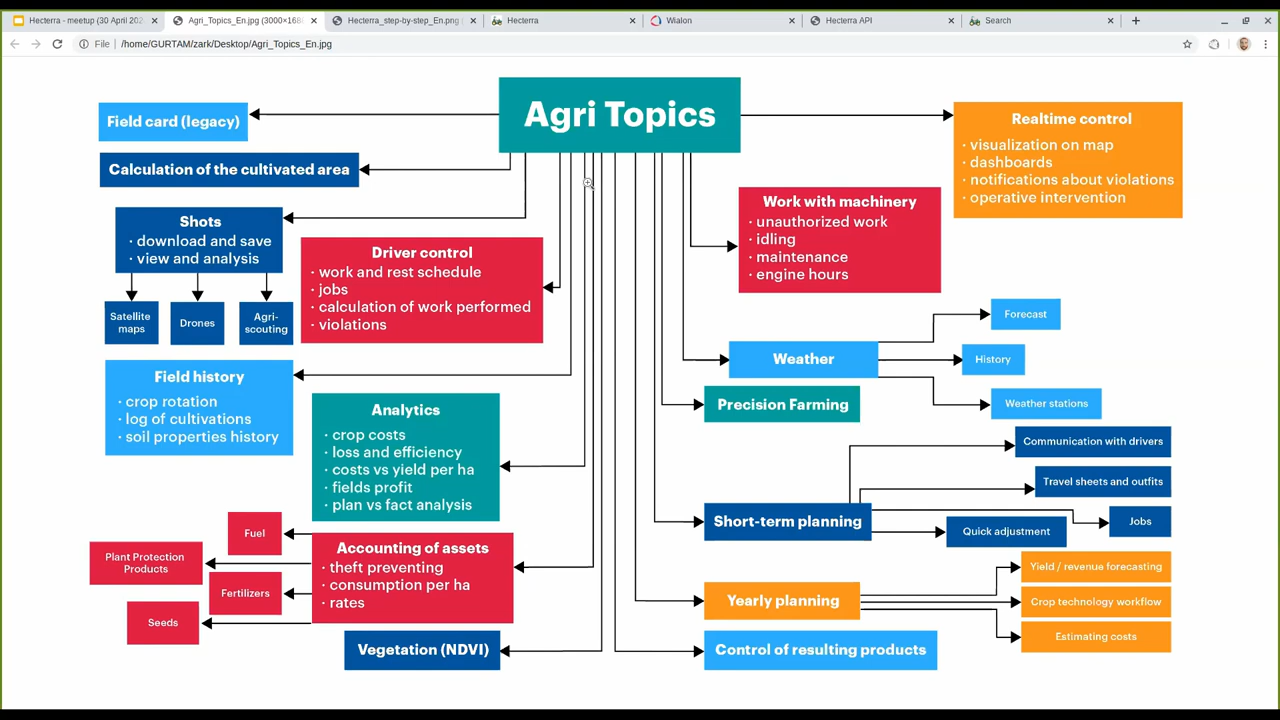 Hecterra - meetup (30 April 202
Agri_Topics_En.jpg (3000×168
Hecterra_step-by-step_En.png (
Hecterra
Wialon
Hecterra API
Search
File
/home/GURTAM/zark/Desktop/Agri_Topics_En.jpg
Agri Topics
Field card (legacy)
Calculation of the cultivated area
Shots
· download and save
· view and analysis
Satellite
maps
Drones
Agri-
scouting
Driver control
· work and rest schedule
· jobs
· calculation of work performed
· violations
Field history
· crop rotation
· log of cultivations
· soil properties history
Analytics
· crop costs
· loss and efficiency
· costs vs yield per ha
· fields profit
· plan vs fact analysis
Accounting of assets
· theft preventing
· consumption per ha
· rates
Fuel
Plant Protection
Products
Fertilizers
Seeds
Vegetation (NDVI)
Realtime control
· visualization on map
· dashboards
· notifications about violations
· operative intervention
Work with machinery
· unauthorized work
· idling
· maintenance
· engine hours
Weather
Forecast
History
Weather stations
Precision Farming
Short-term planning
Communication with drivers
Travel sheets and outfits
Jobs
Quick adjustment
Yearly planning
Yield / revenue forecasting
Crop technology workflow
Estimating costs
Control of resulting products